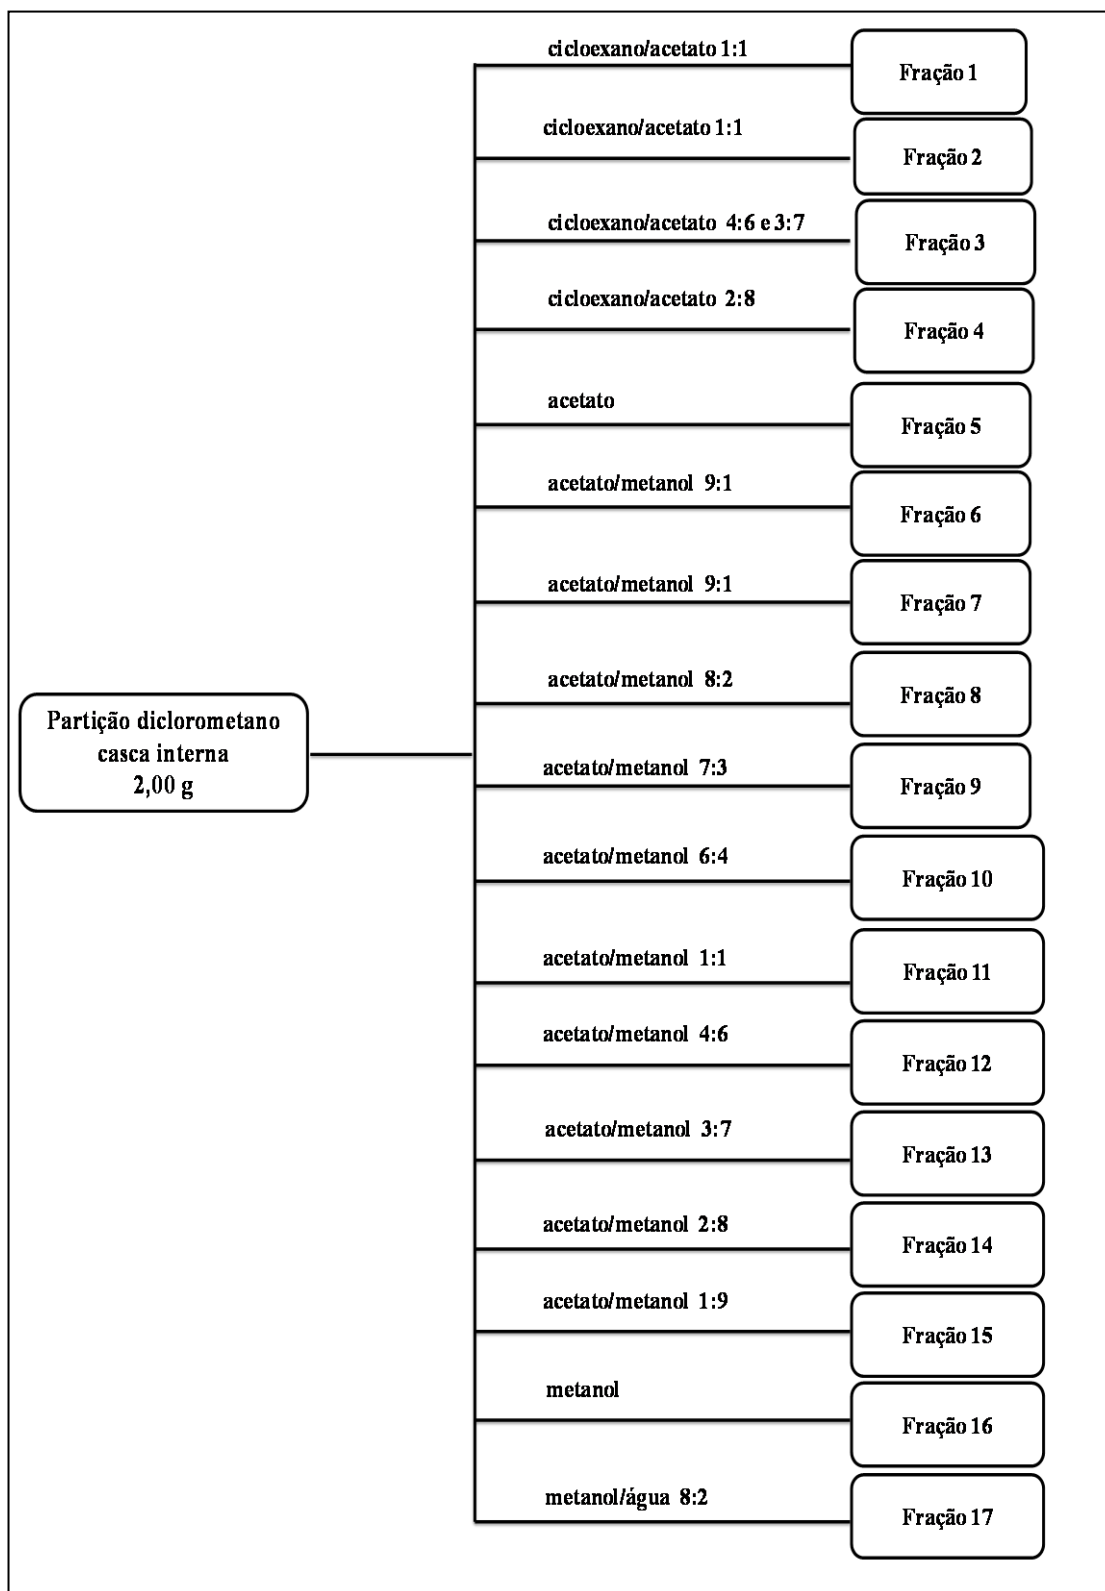 cicloexano/acetato 1:1
Fração 1
cicloexano/acetato 1:1
Fração 2
cicloexano/acetato 4:6 e 3:7
Fração 3
cicloexano/acetato 2:8
Fração 4
acetato
Fração 5
acetato/metanol 9:1
Fração 6
acetato/metanol 9:1
Fração 7
acetato/metanol 8:2
Fração 8
Partição diclorometano
casca interna
2,00 g
acetato/metanol 7:3
Fração 9
acetato/metanol 6:4
Fração 10
acetato/metanol 1:1
Fração 11
acetato/metanol 4:6
Fração 12
acetato/metanol 3:7
Fração 13
acetato/metanol 2:8
Fração 14
acetato/metanol 1:9
Fração 15
metanol
Fração 16
metanol/água 8:2
Fração 17